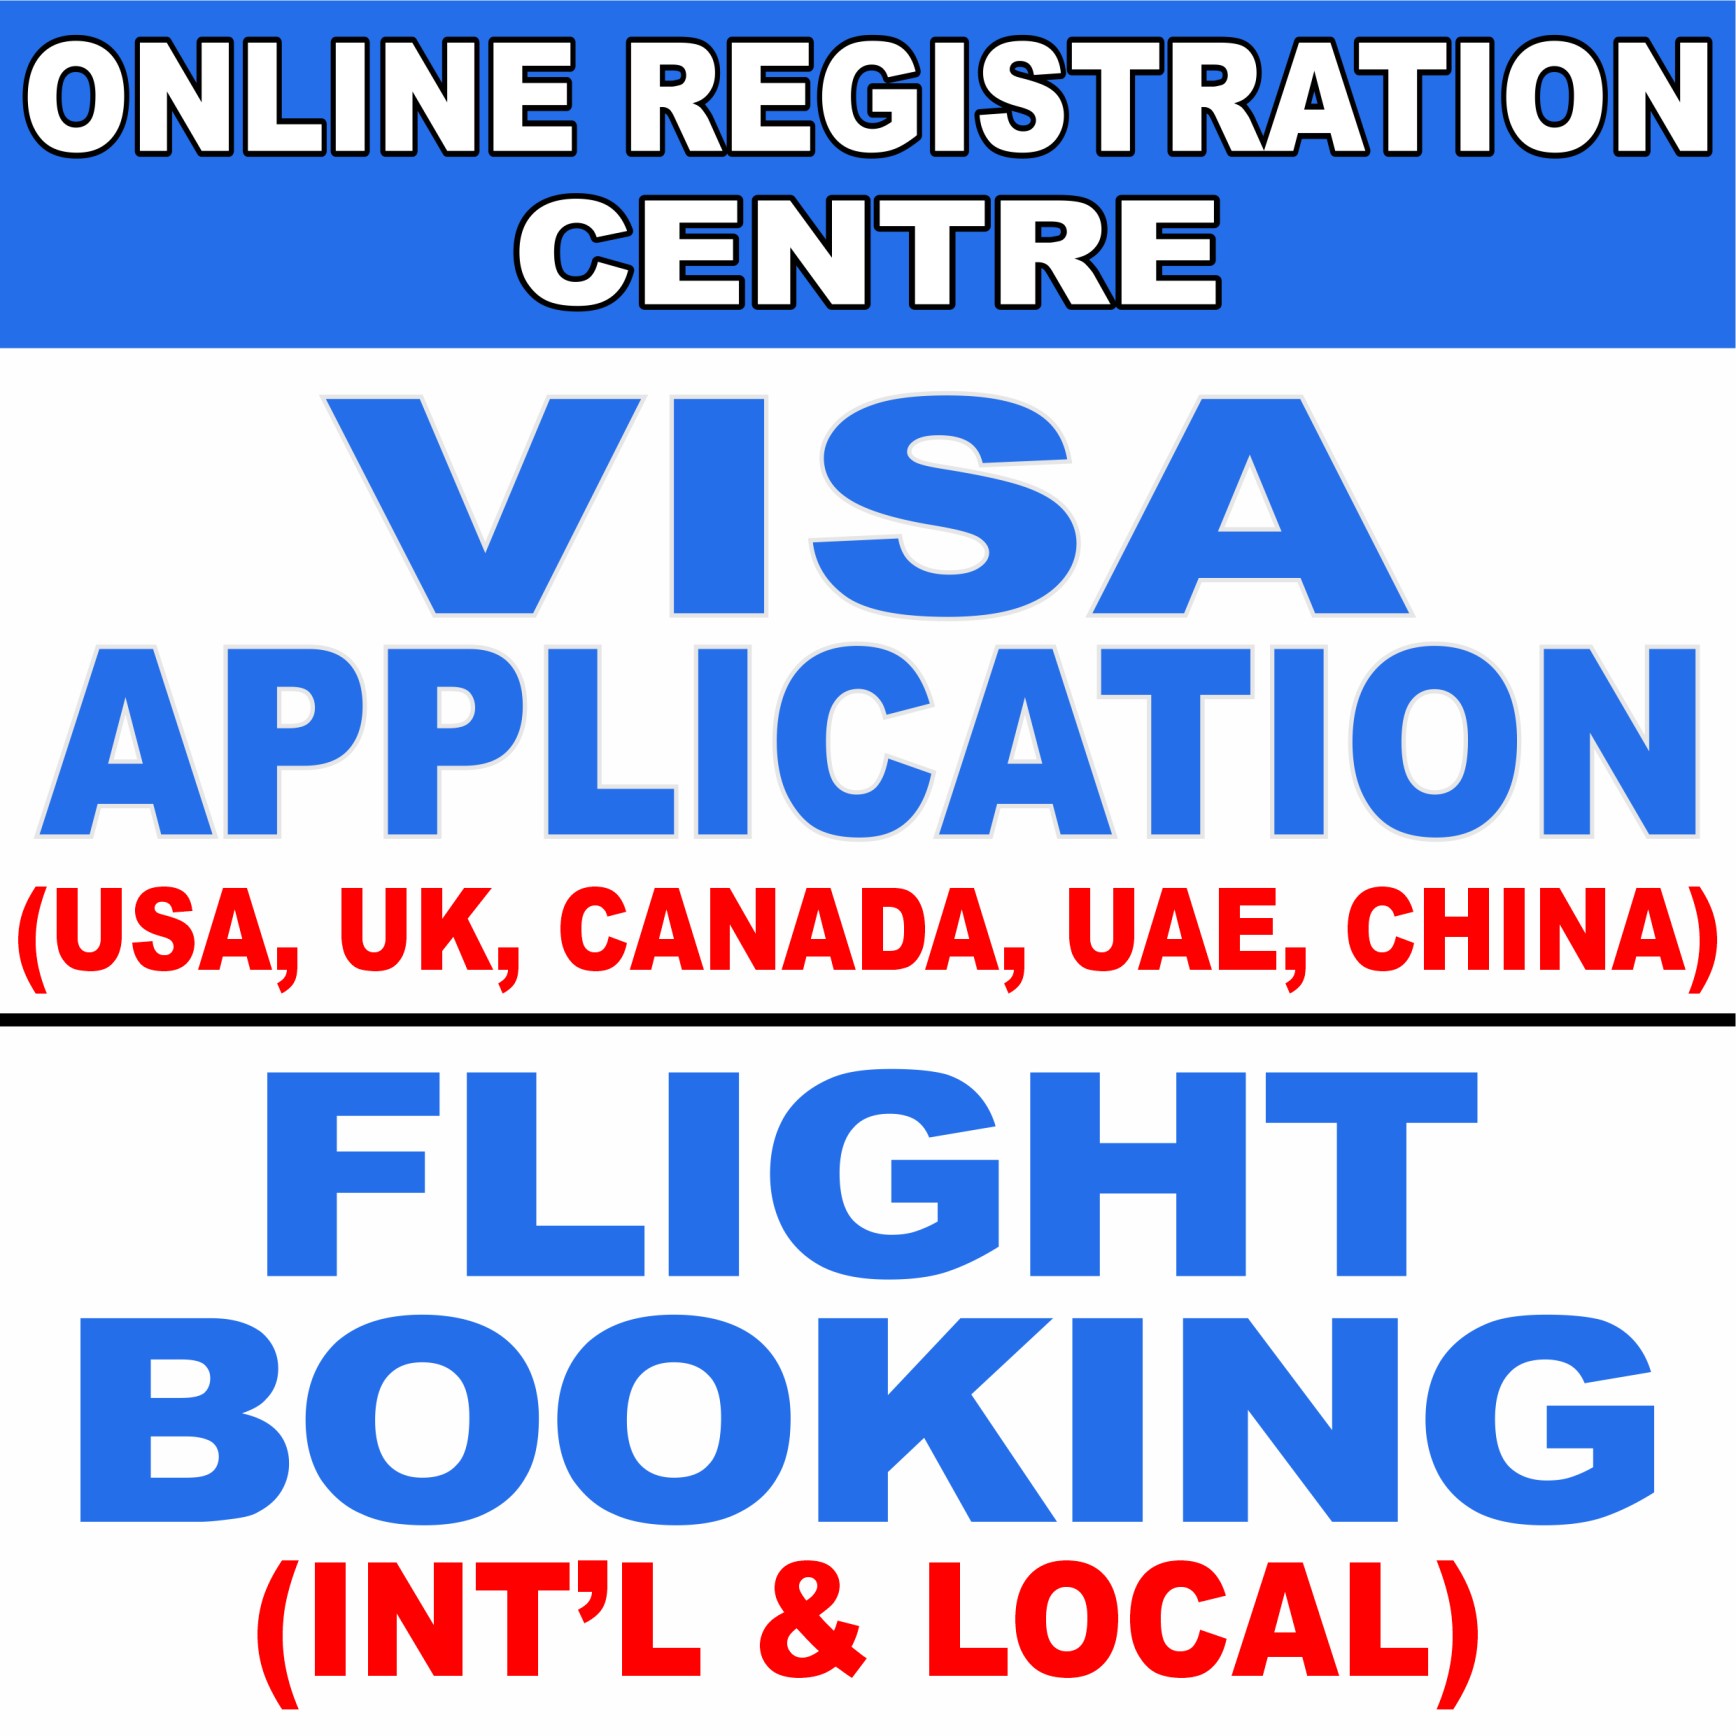 ONLINE REGISTRATION
CENTRE
VISA
APPLICATION
(USA, UK, CANADA, UAE, CHINA)
FLIGHT
BOOKING
(INT’L & LOCAL)